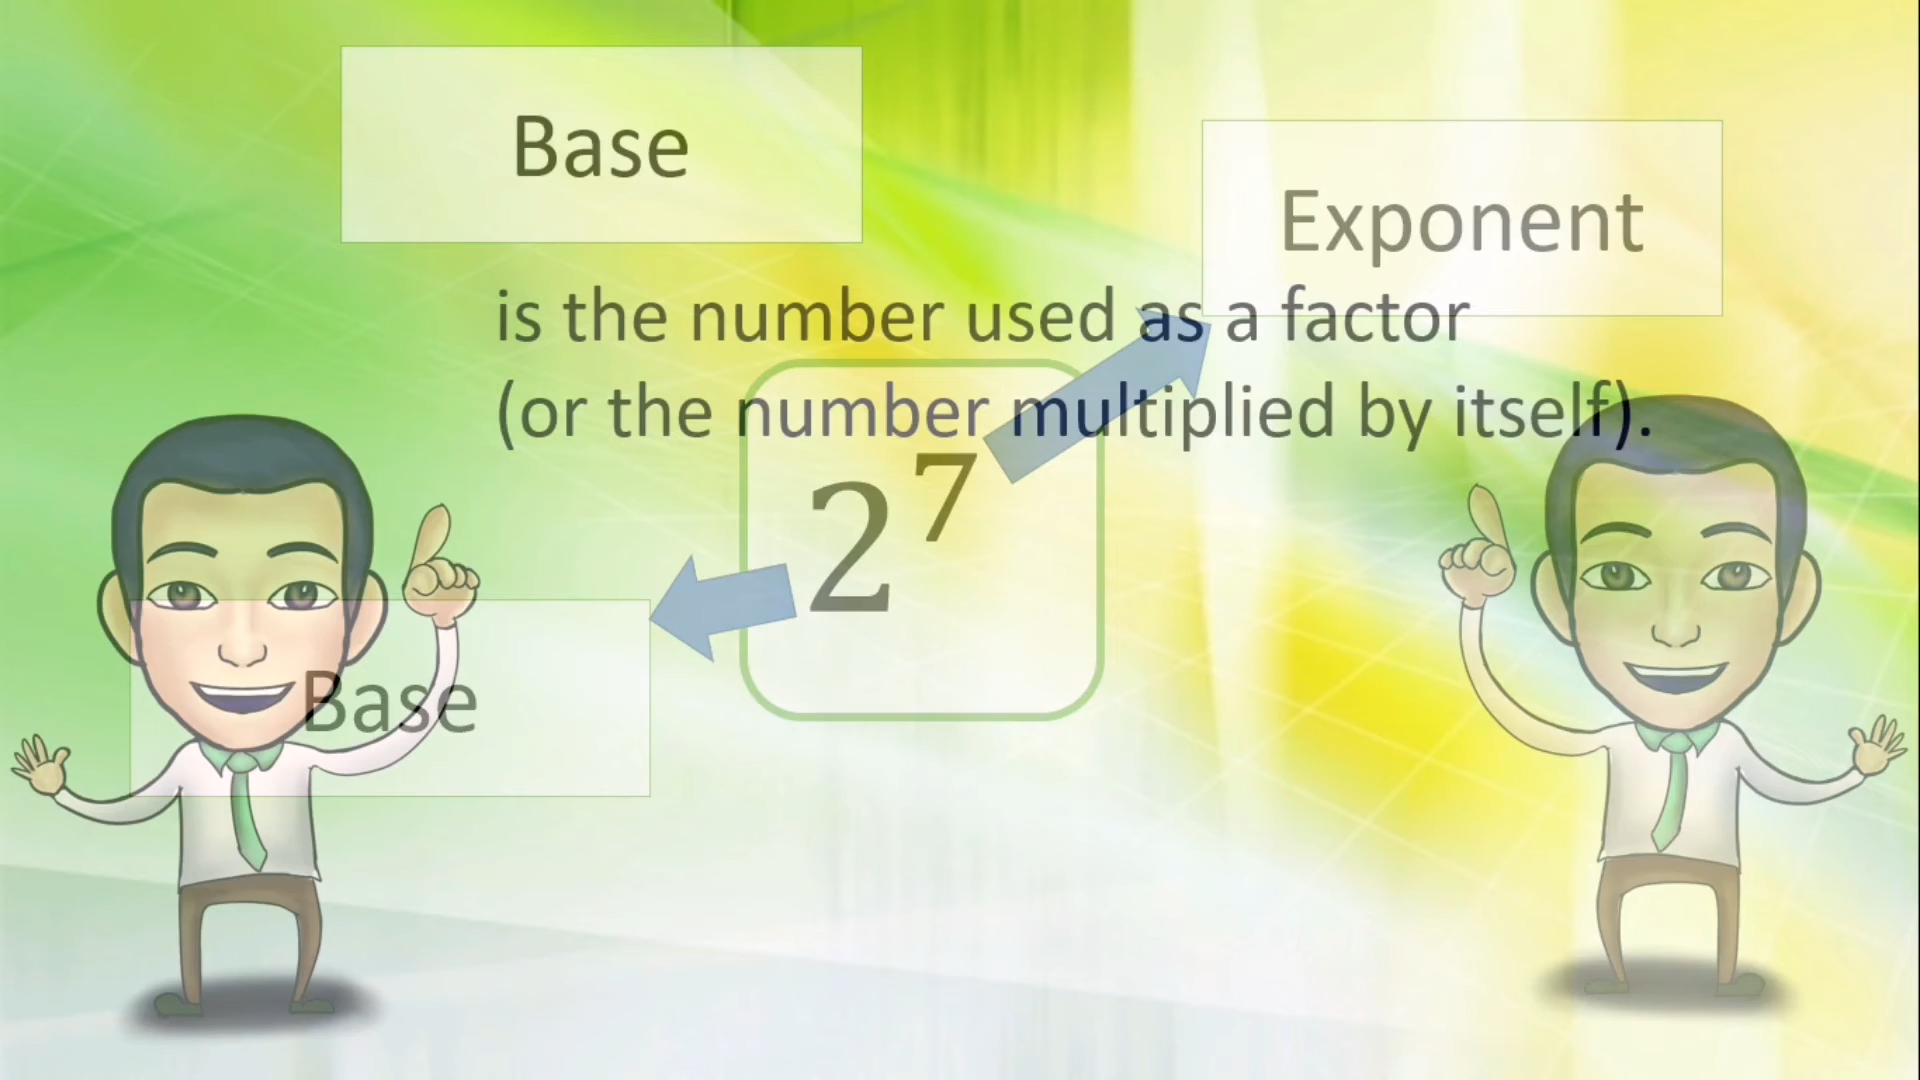 Base
Exponent
is the number used as a factor
(or the number multiplied by itself).
2⁷
Base